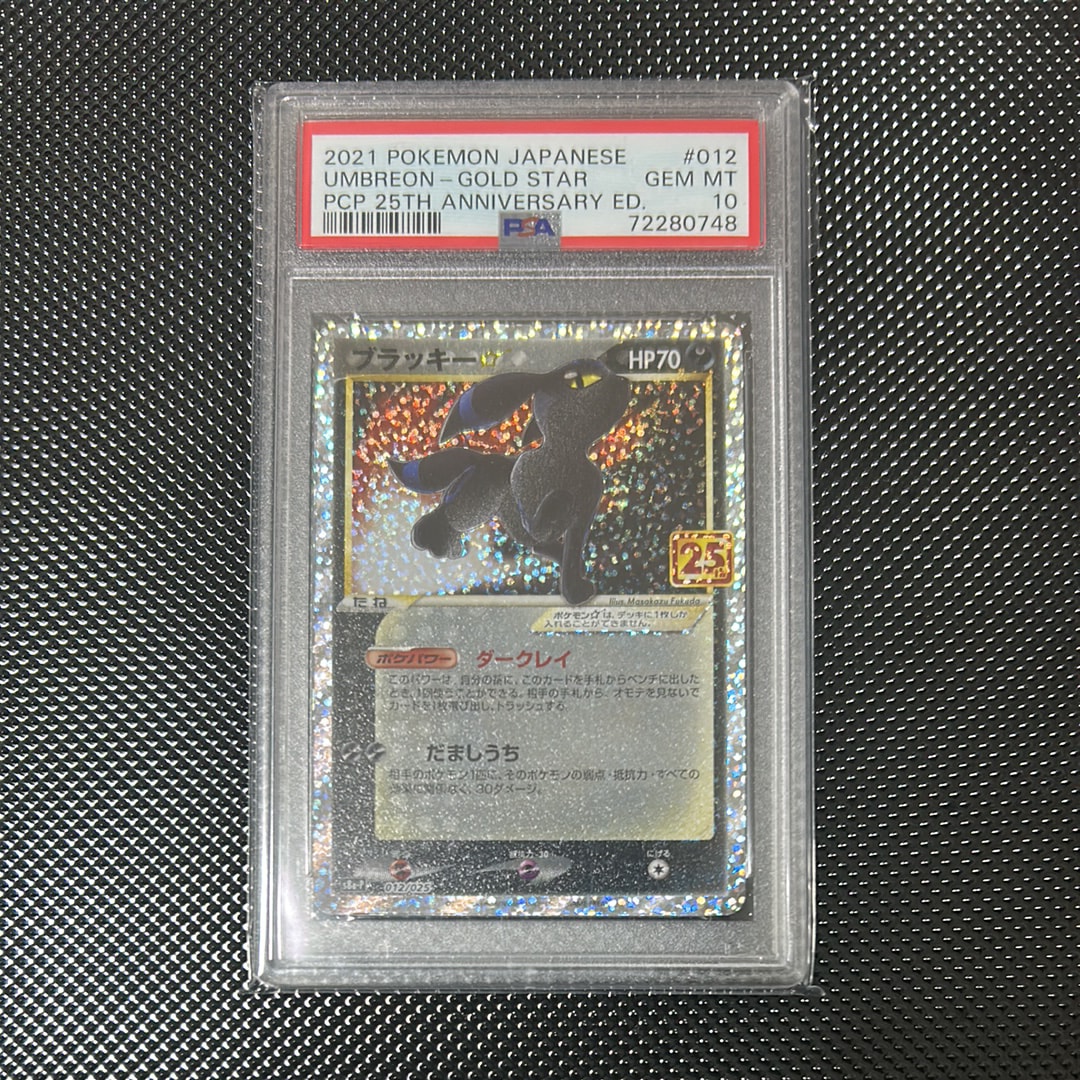 2021 POKEMON JAPANESE #012
UMBREON - GOLD STAR GEM MT
PCP 25TH ANNIVERSARY ED. 10
PSA 72280748
ブラッキー☆ HP70
25
たね
Illus. Masakazu Fukuda
ポケモン☆は、デッキに1枚しか
入れることができません。
ポケパワー ダークレイ
このパワーは、自分の番に、このカードを手札からベンチに出した
とき、1回使うことができる。相手の手札から、オモテを見ないで
カードを1枚選び出し、トラッシュする。
だましうち
相手のポケモン1匹に、そのポケモンの弱点・抵抗力・すべての
効果に関係なく、30ダメージ。
抵抗力-30 にげる
s8a-P 012/025